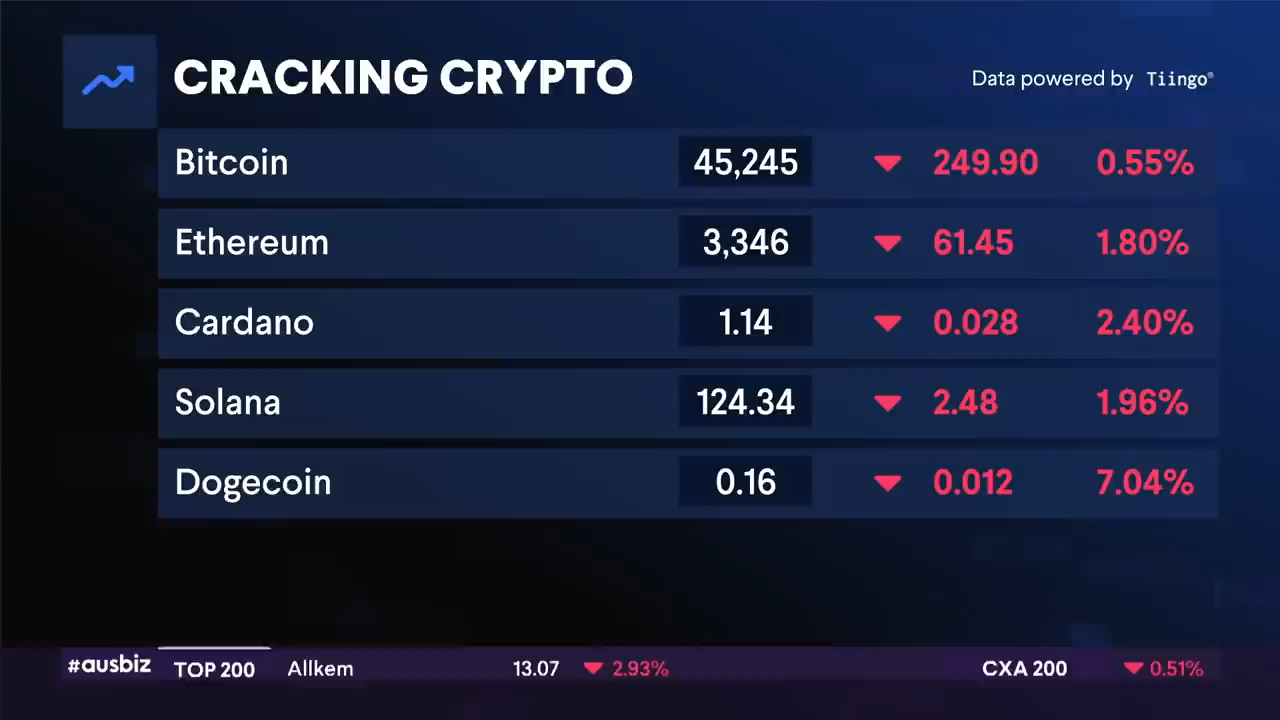 CRACKING CRYPTO
Data powered by Tiingo®
Bitcoin 45,245 249.90 0.55%
Ethereum 3,346 61.45 1.80%
Cardano 1.14 0.028 2.40%
Solana 124.34 2.48 1.96%
Dogecoin 0.16 0.012 7.04%
#ausbiz TOP 200 Allkem 13.07 2.93% CXA 200 0.51%